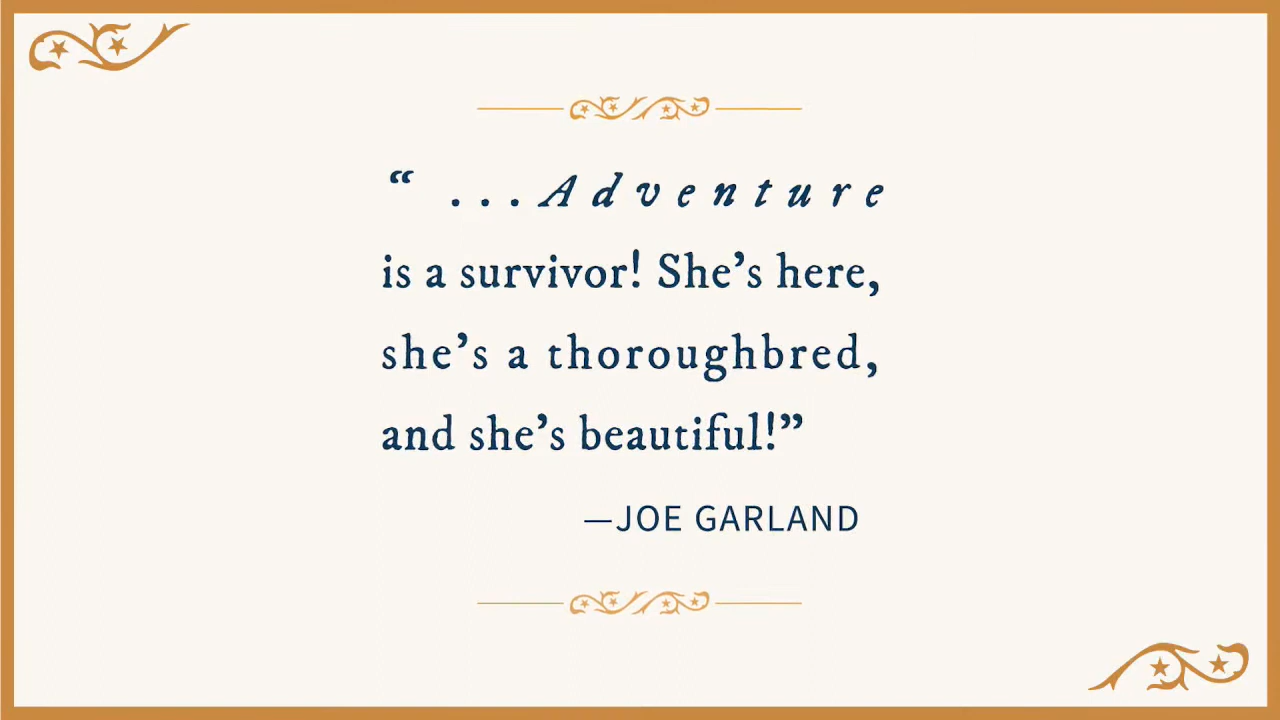 “ ...Adventure
is a survivor! She’s here,
she’s a thoroughbred,
and she’s beautiful!”
—JOE GARLAND